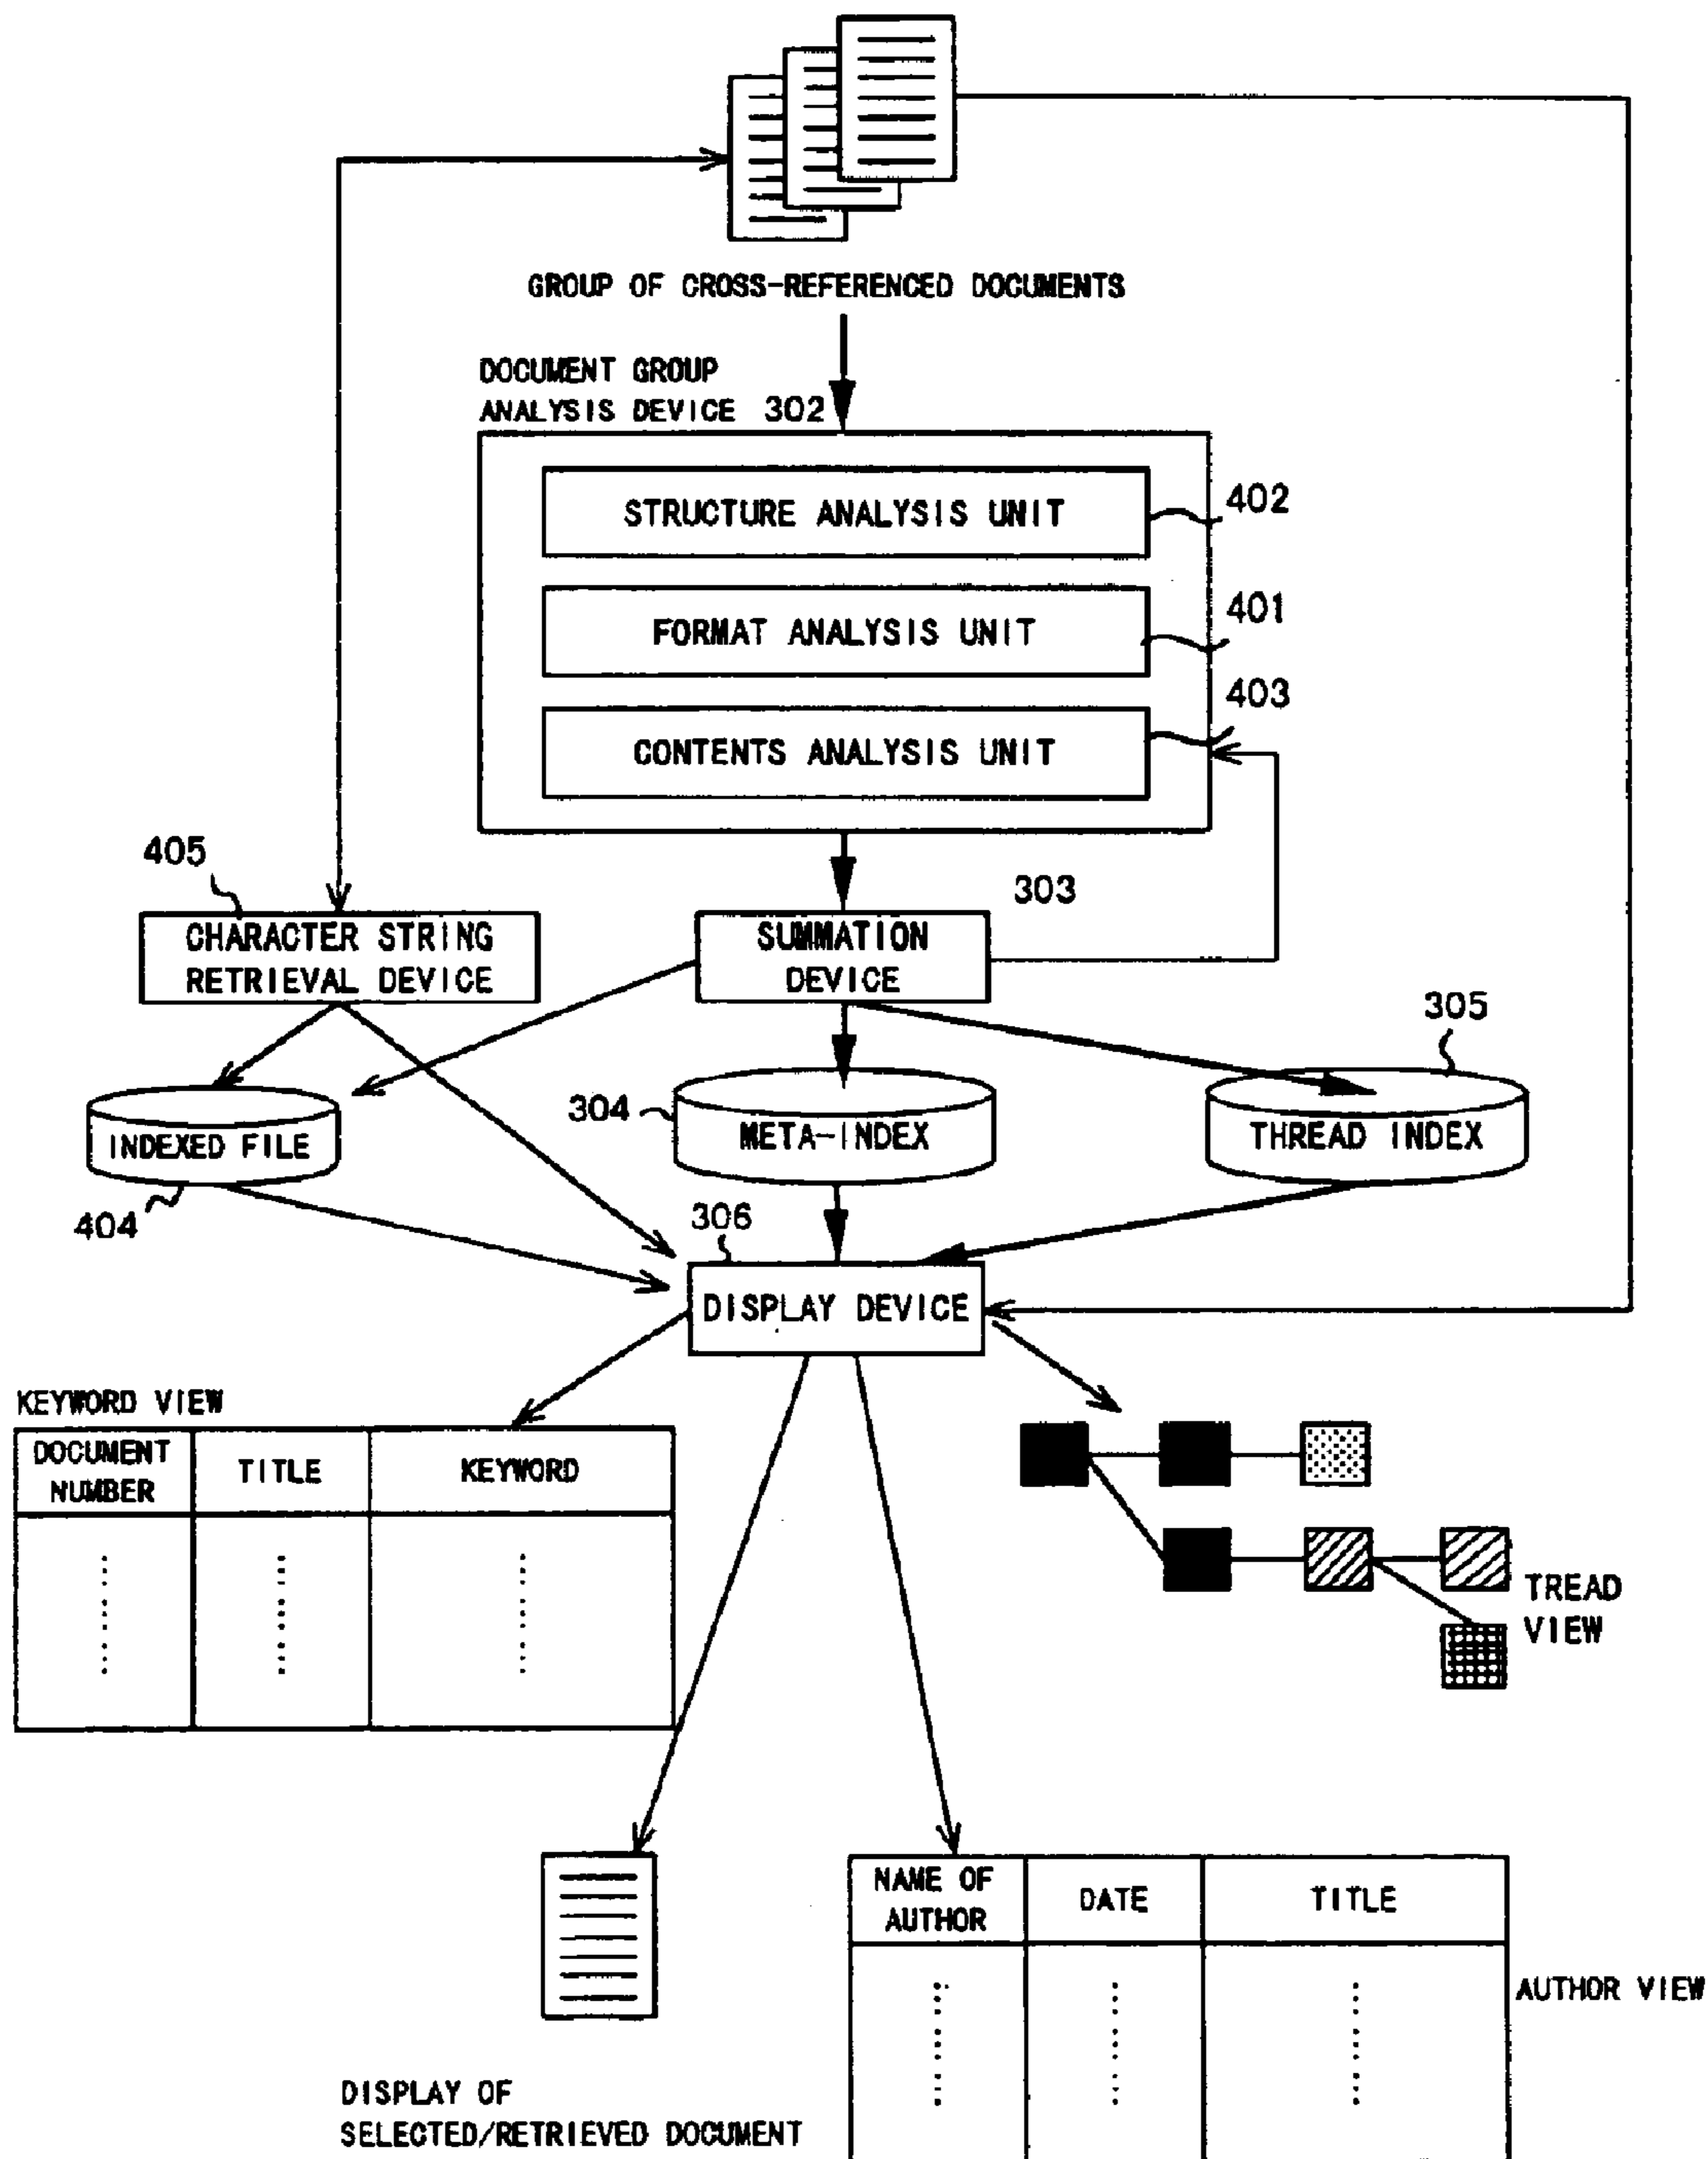 GROUP OF CROSS-REFERENCED DOCUMENTS
DOCUMENT GROUP
ANALYSIS DEVICE 302
STRUCTURE ANALYSIS UNIT
402
FORMAT ANALYSIS UNIT
401
CONTENTS ANALYSIS UNIT
403
405
303
CHARACTER STRING
RETRIEVAL DEVICE
SUMMATION
DEVICE
305
304
INDEXED FILE
META-INDEX
THREAD INDEX
404
306
DISPLAY DEVICE
KEYWORD VIEW
DOCUMENT
NUMBER
TITLE
KEYWORD
TREAD
VIEW
NAME OF
AUTHOR
DATE
TITLE
AUTHOR VIEW
DISPLAY OF
SELECTED/RETRIEVED DOCUMENT